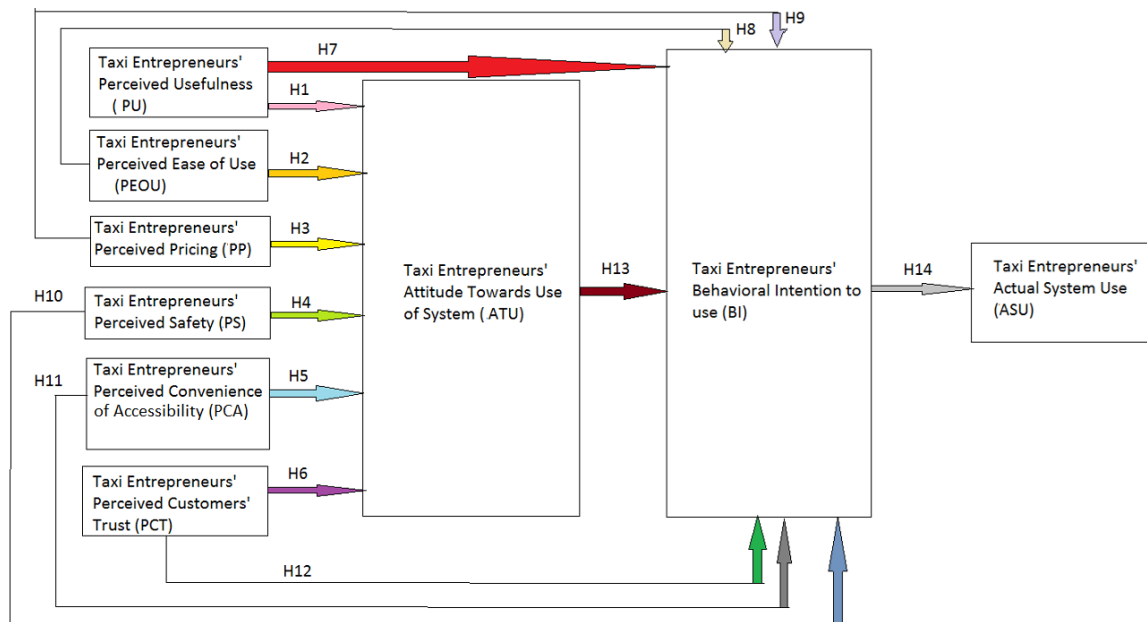 H9
H8
H7
Taxi Entrepreneurs'
Perceived Usefulness
( PU)
H1
Taxi Entrepreneurs'
Perceived Ease of Use
(PEOU)
H2
Taxi Entrepreneurs'
Perceived Pricing (PP)
H3
H10
Taxi Entrepreneurs'
Perceived Safety (PS)
H4
H11
Taxi Entrepreneurs'
Perceived Convenience
of Accessibility (PCA)
H5
Taxi Entrepreneurs'
Perceived Customers'
Trust (PCT)
H6
H12
Taxi Entrepreneurs'
Attitude Towards Use
of System ( ATU)
H13
Taxi Entrepreneurs'
Behavioral Intention to
use (BI)
H14
Taxi Entrepreneurs'
Actual System Use
(ASU)